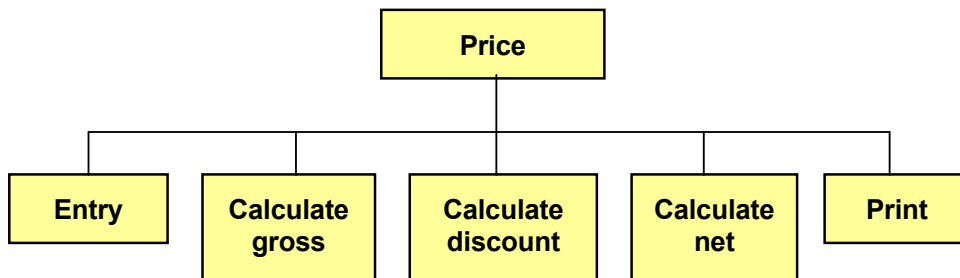 Price
Entry
Calculate
gross
Calculate
discount
Calculate
net
Print